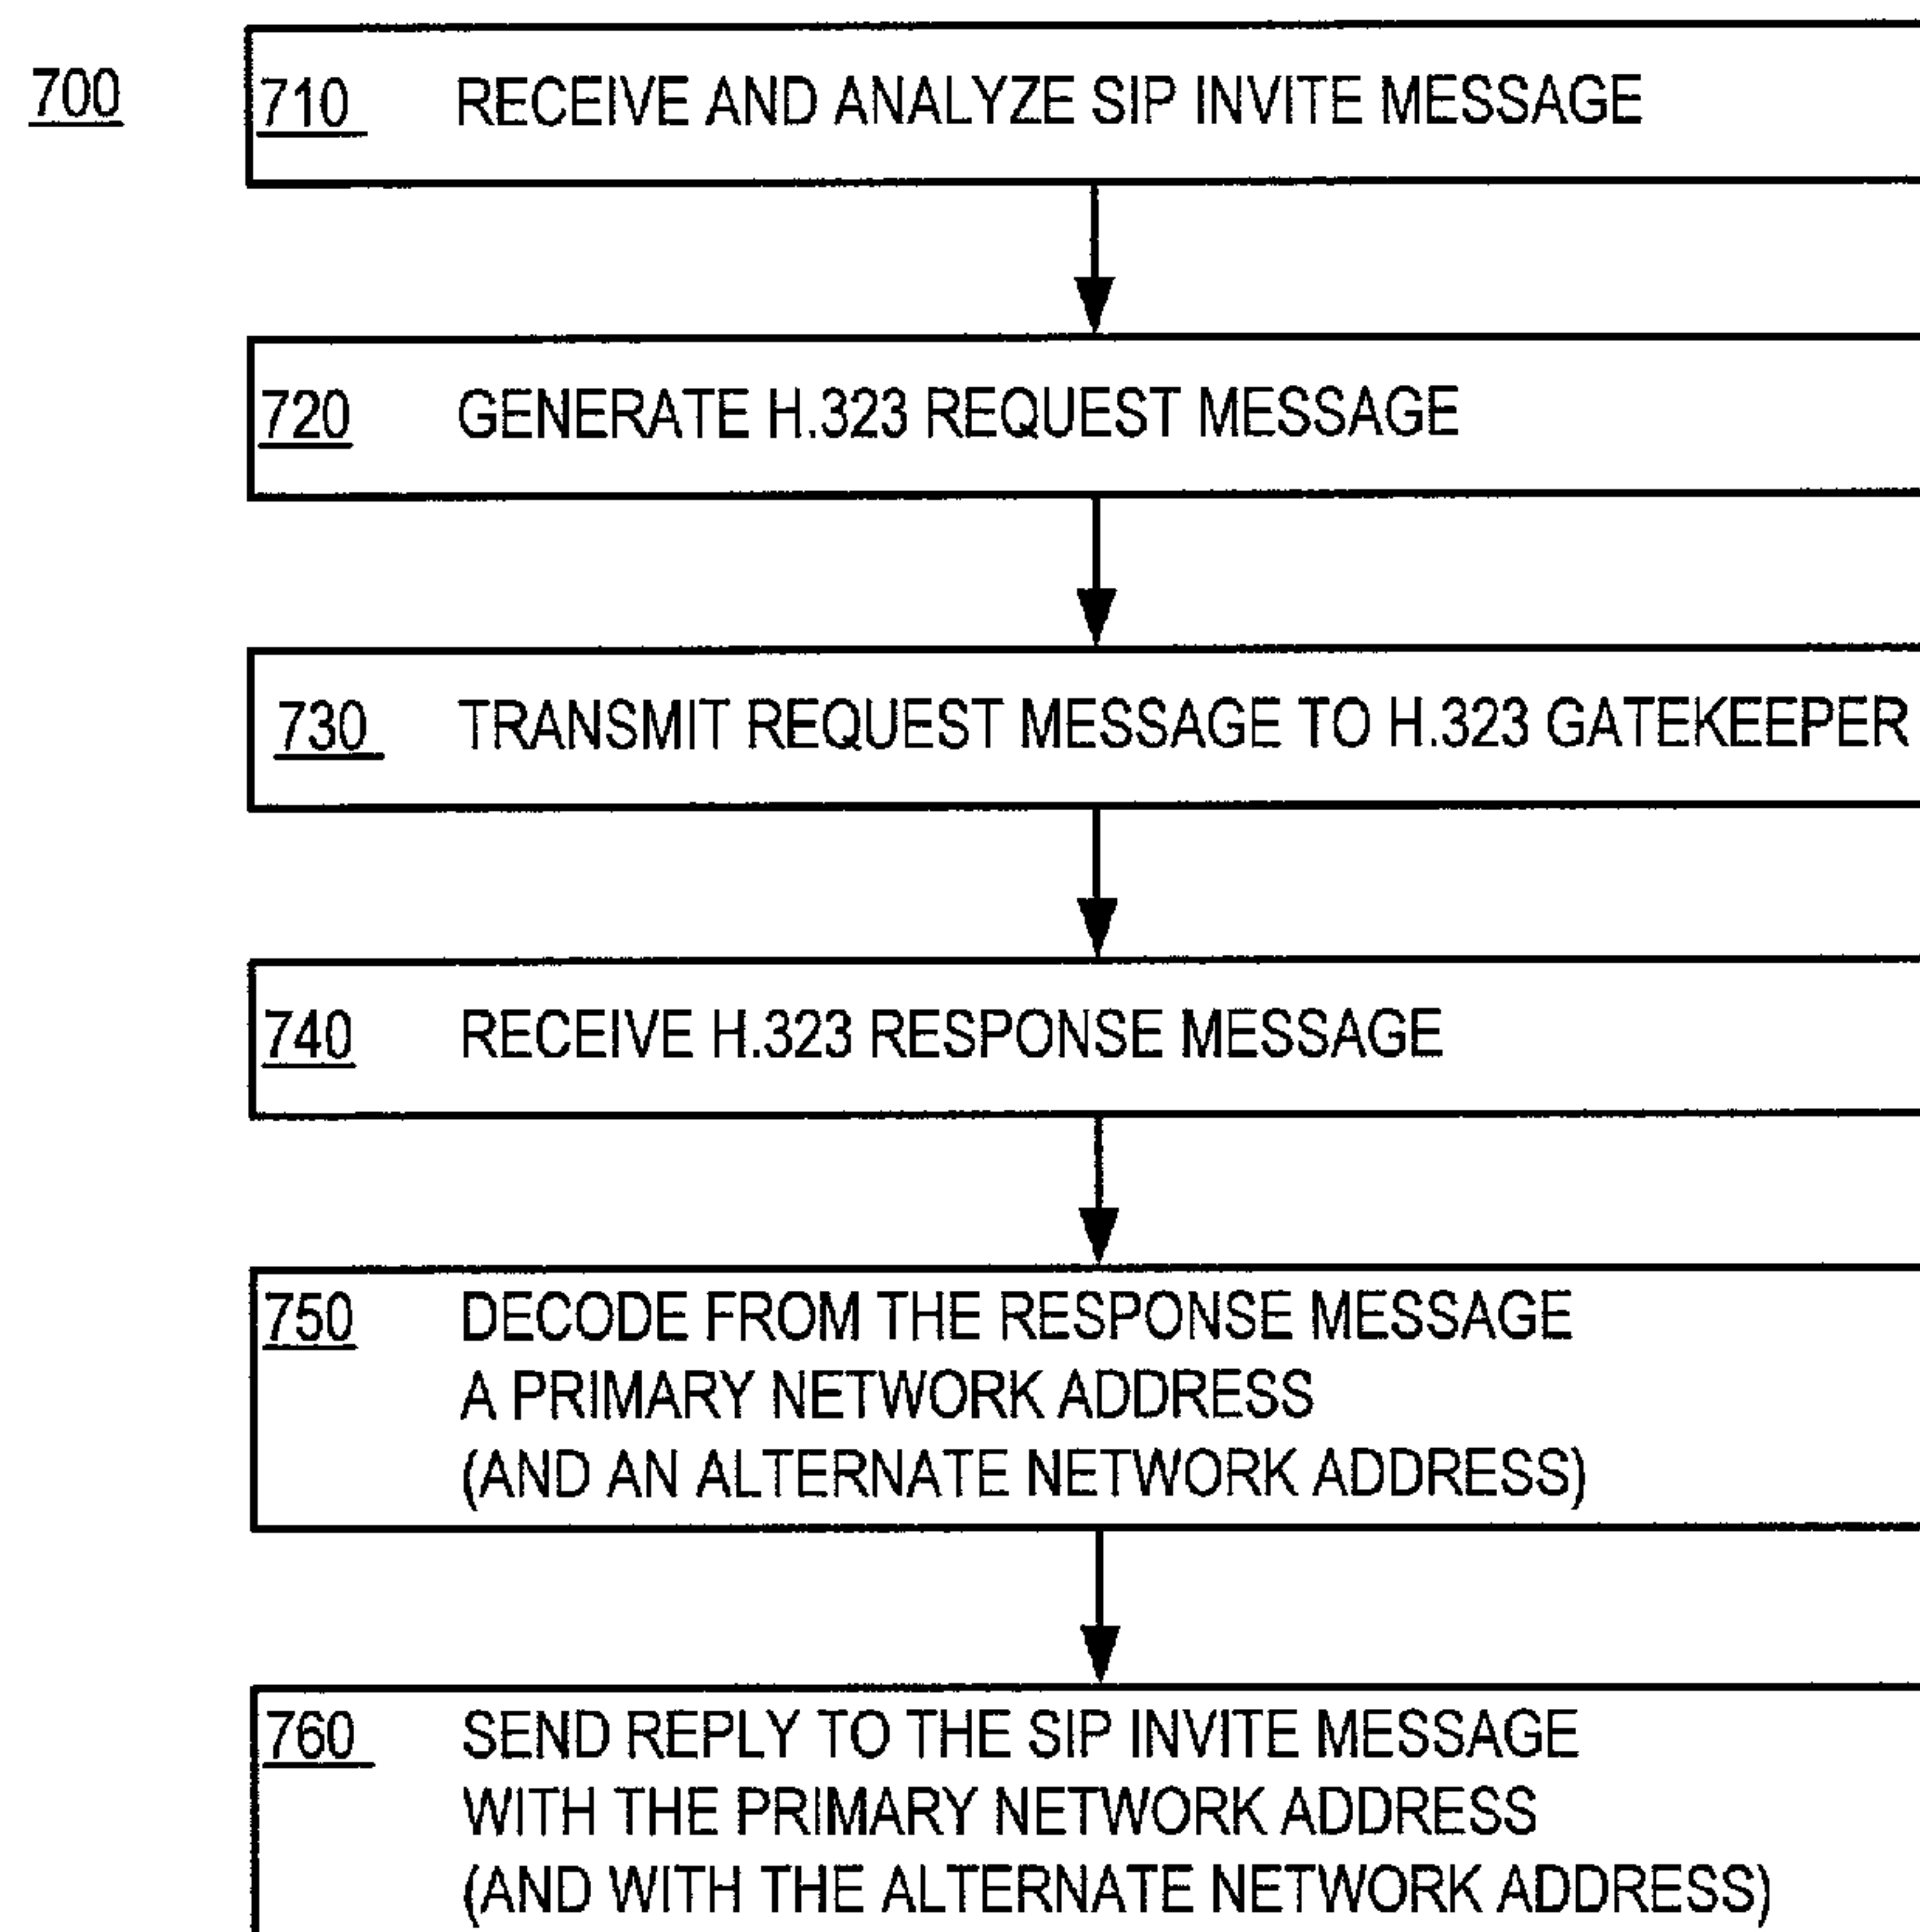 700
710 RECEIVE AND ANALYZE SIP INVITE MESSAGE
720 GENERATE H.323 REQUEST MESSAGE
730 TRANSMIT REQUEST MESSAGE TO H.323 GATEKEEPER
740 RECEIVE H.323 RESPONSE MESSAGE
750 DECODE FROM THE RESPONSE MESSAGE
A PRIMARY NETWORK ADDRESS
(AND AN ALTERNATE NETWORK ADDRESS)
760 SEND REPLY TO THE SIP INVITE MESSAGE
WITH THE PRIMARY NETWORK ADDRESS
(AND WITH THE ALTERNATE NETWORK ADDRESS)